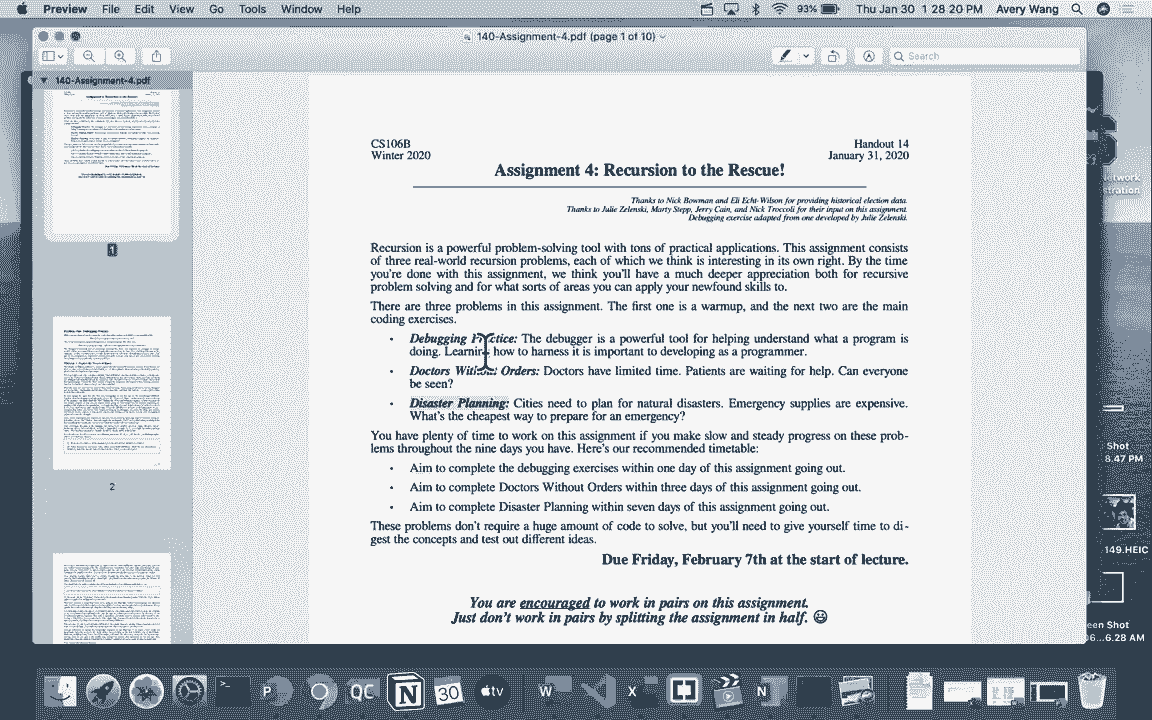 Preview File Edit View Go Tools Window Help 93% Thu Jan 30 1 28 20 PM Avery Wang
140-Assignment-4.pdf (page 1 of 10)
Search
140-Assignment-4.pdf
1
2
CS106B Handout 14
Winter 2020 January 31, 2020
Assignment 4: Recursion to the Rescue!
Thanks to Nick Bowman and Eli Echt-Wilson for providing historical election data.
Thanks to Julie Zelenski, Marty Stepp, Jerry Cain, and Nick Troccoli for their input on this assignment.
Debugging exercise adapted from one developed by Julie Zelenski.
Recursion is a powerful problem-solving tool with tons of practical applications. This assignment consists
of three real-world recursion problems, each of which we think is interesting in its own right. By the time
you're done with this assignment, we think you'll have a much deeper appreciation both for recursive
problem solving and for what sorts of areas you can apply your newfound skills to.
There are three problems in this assignment. The first one is a warmup, and the next two are the main
coding exercises.
• Debugging Practice: The debugger is a powerful tool for helping understand what a program is
doing. Learning how to harness it is important to developing as a programmer.
• Doctors Without Orders: Doctors have limited time. Patients are waiting for help. Can everyone
be seen?
• Disaster Planning: Cities need to plan for natural disasters. Emergency supplies are expensive.
What's the cheapest way to prepare for an emergency?
You have plenty of time to work on this assignment if you make slow and steady progress on these prob-
lems throughout the nine days you have. Here's our recommended timetable:
• Aim to complete the debugging exercises within one day of this assignment going out.
• Aim to complete Doctors Without Orders within three days of this assignment going out.
• Aim to complete Disaster Planning within seven days of this assignment going out.
These problems don't require a huge amount of code to solve, but you'll need to give yourself time to di-
gest the concepts and test out different ideas.
Due Friday, February 7th at the start of lecture.
You are encouraged to work in pairs on this assignment.
Just don't work in pairs by splitting the assignment in half. 😃
etwork
stration
Shot
8.47 PM
149.HEIC
een Shot
06...6.28 AM
QC N 30 tv W X N